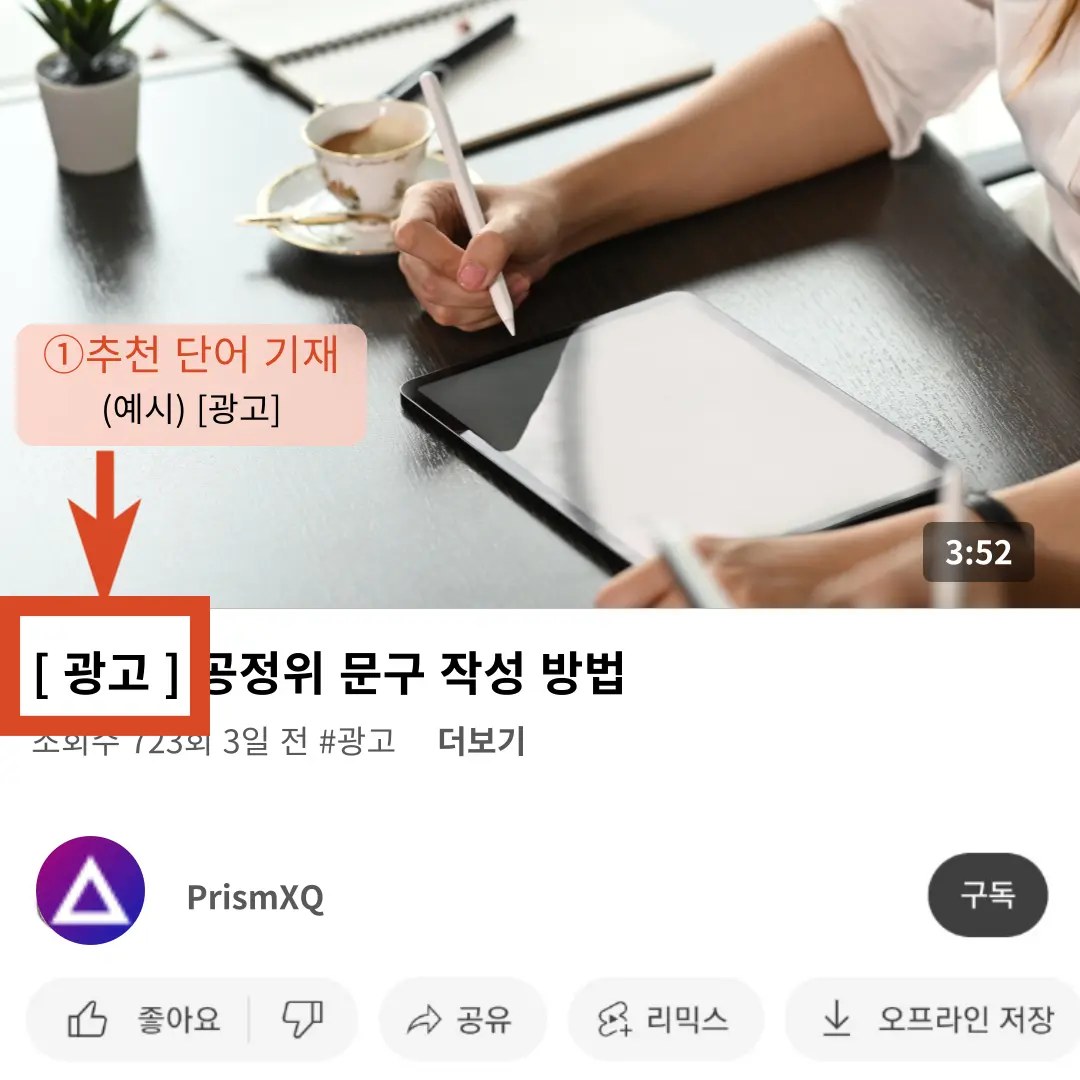 ①추천 단어 기재
(예시) [광고]
3:52
[ 광고 ] 공정위 문구 작성 방법
조회수 723회 3일 전 #광고 더보기
PrismXQ
구독
좋아요 공유 리믹스 오프라인 저장